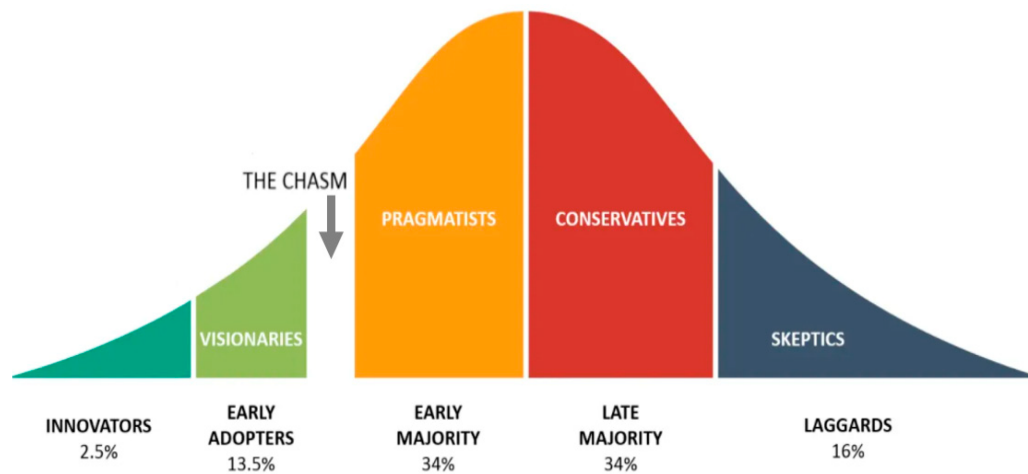 THE CHASM
PRAGMATISTS
CONSERVATIVES
VISIONARIES
SKEPTICS
INNOVATORS
2.5%
EARLY
ADOPTERS
13.5%
EARLY
MAJORITY
34%
LATE
MAJORITY
34%
LAGGARDS
16%